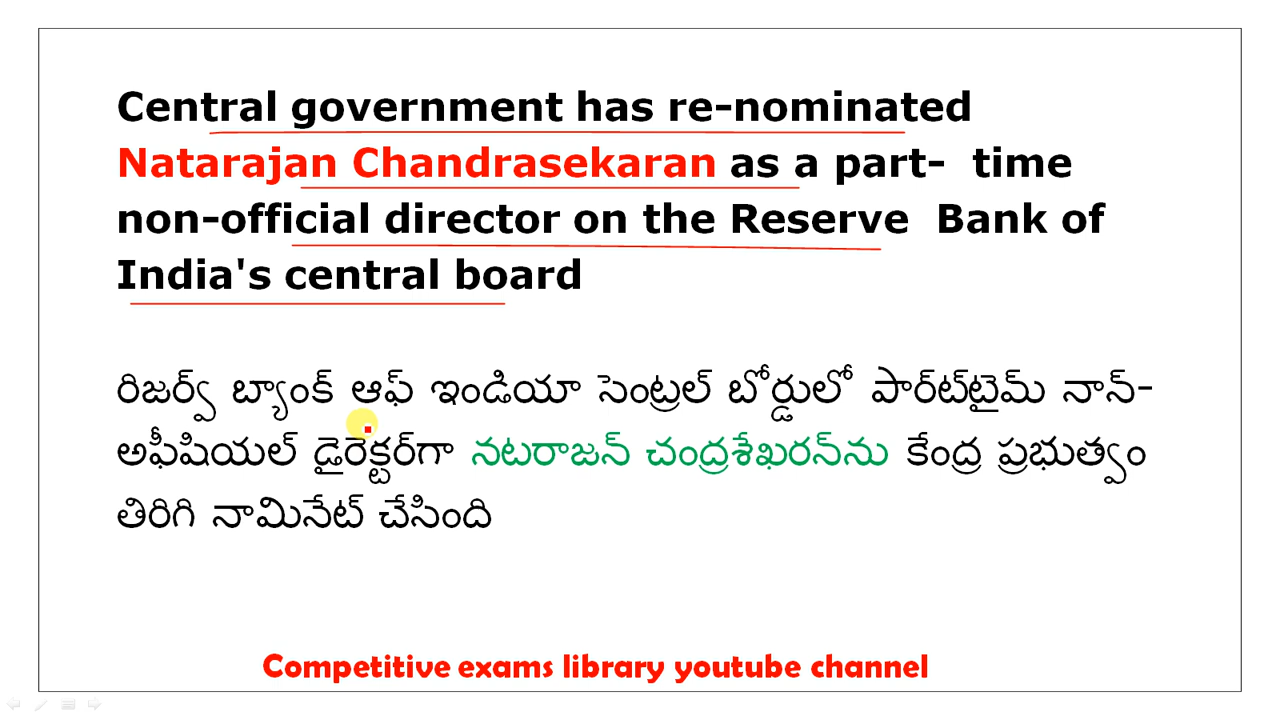 Central government has re-nominated
Natarajan Chandrasekaran as a part-  time
non-official director on the Reserve  Bank of
India's central board
రిజర్వ్ బ్యాంక్ ఆఫ్ ఇండియా సెంట్రల్ బోర్డులో పార్ట్‌టైమ్ నాన్-
అఫీషియల్ డైరెక్టర్‌గా నటరాజన్ చంద్రశేఖరన్‌ను కేంద్ర ప్రభుత్వం
తిరిగి నామినేట్ చేసింది
Competitive exams library youtube channel